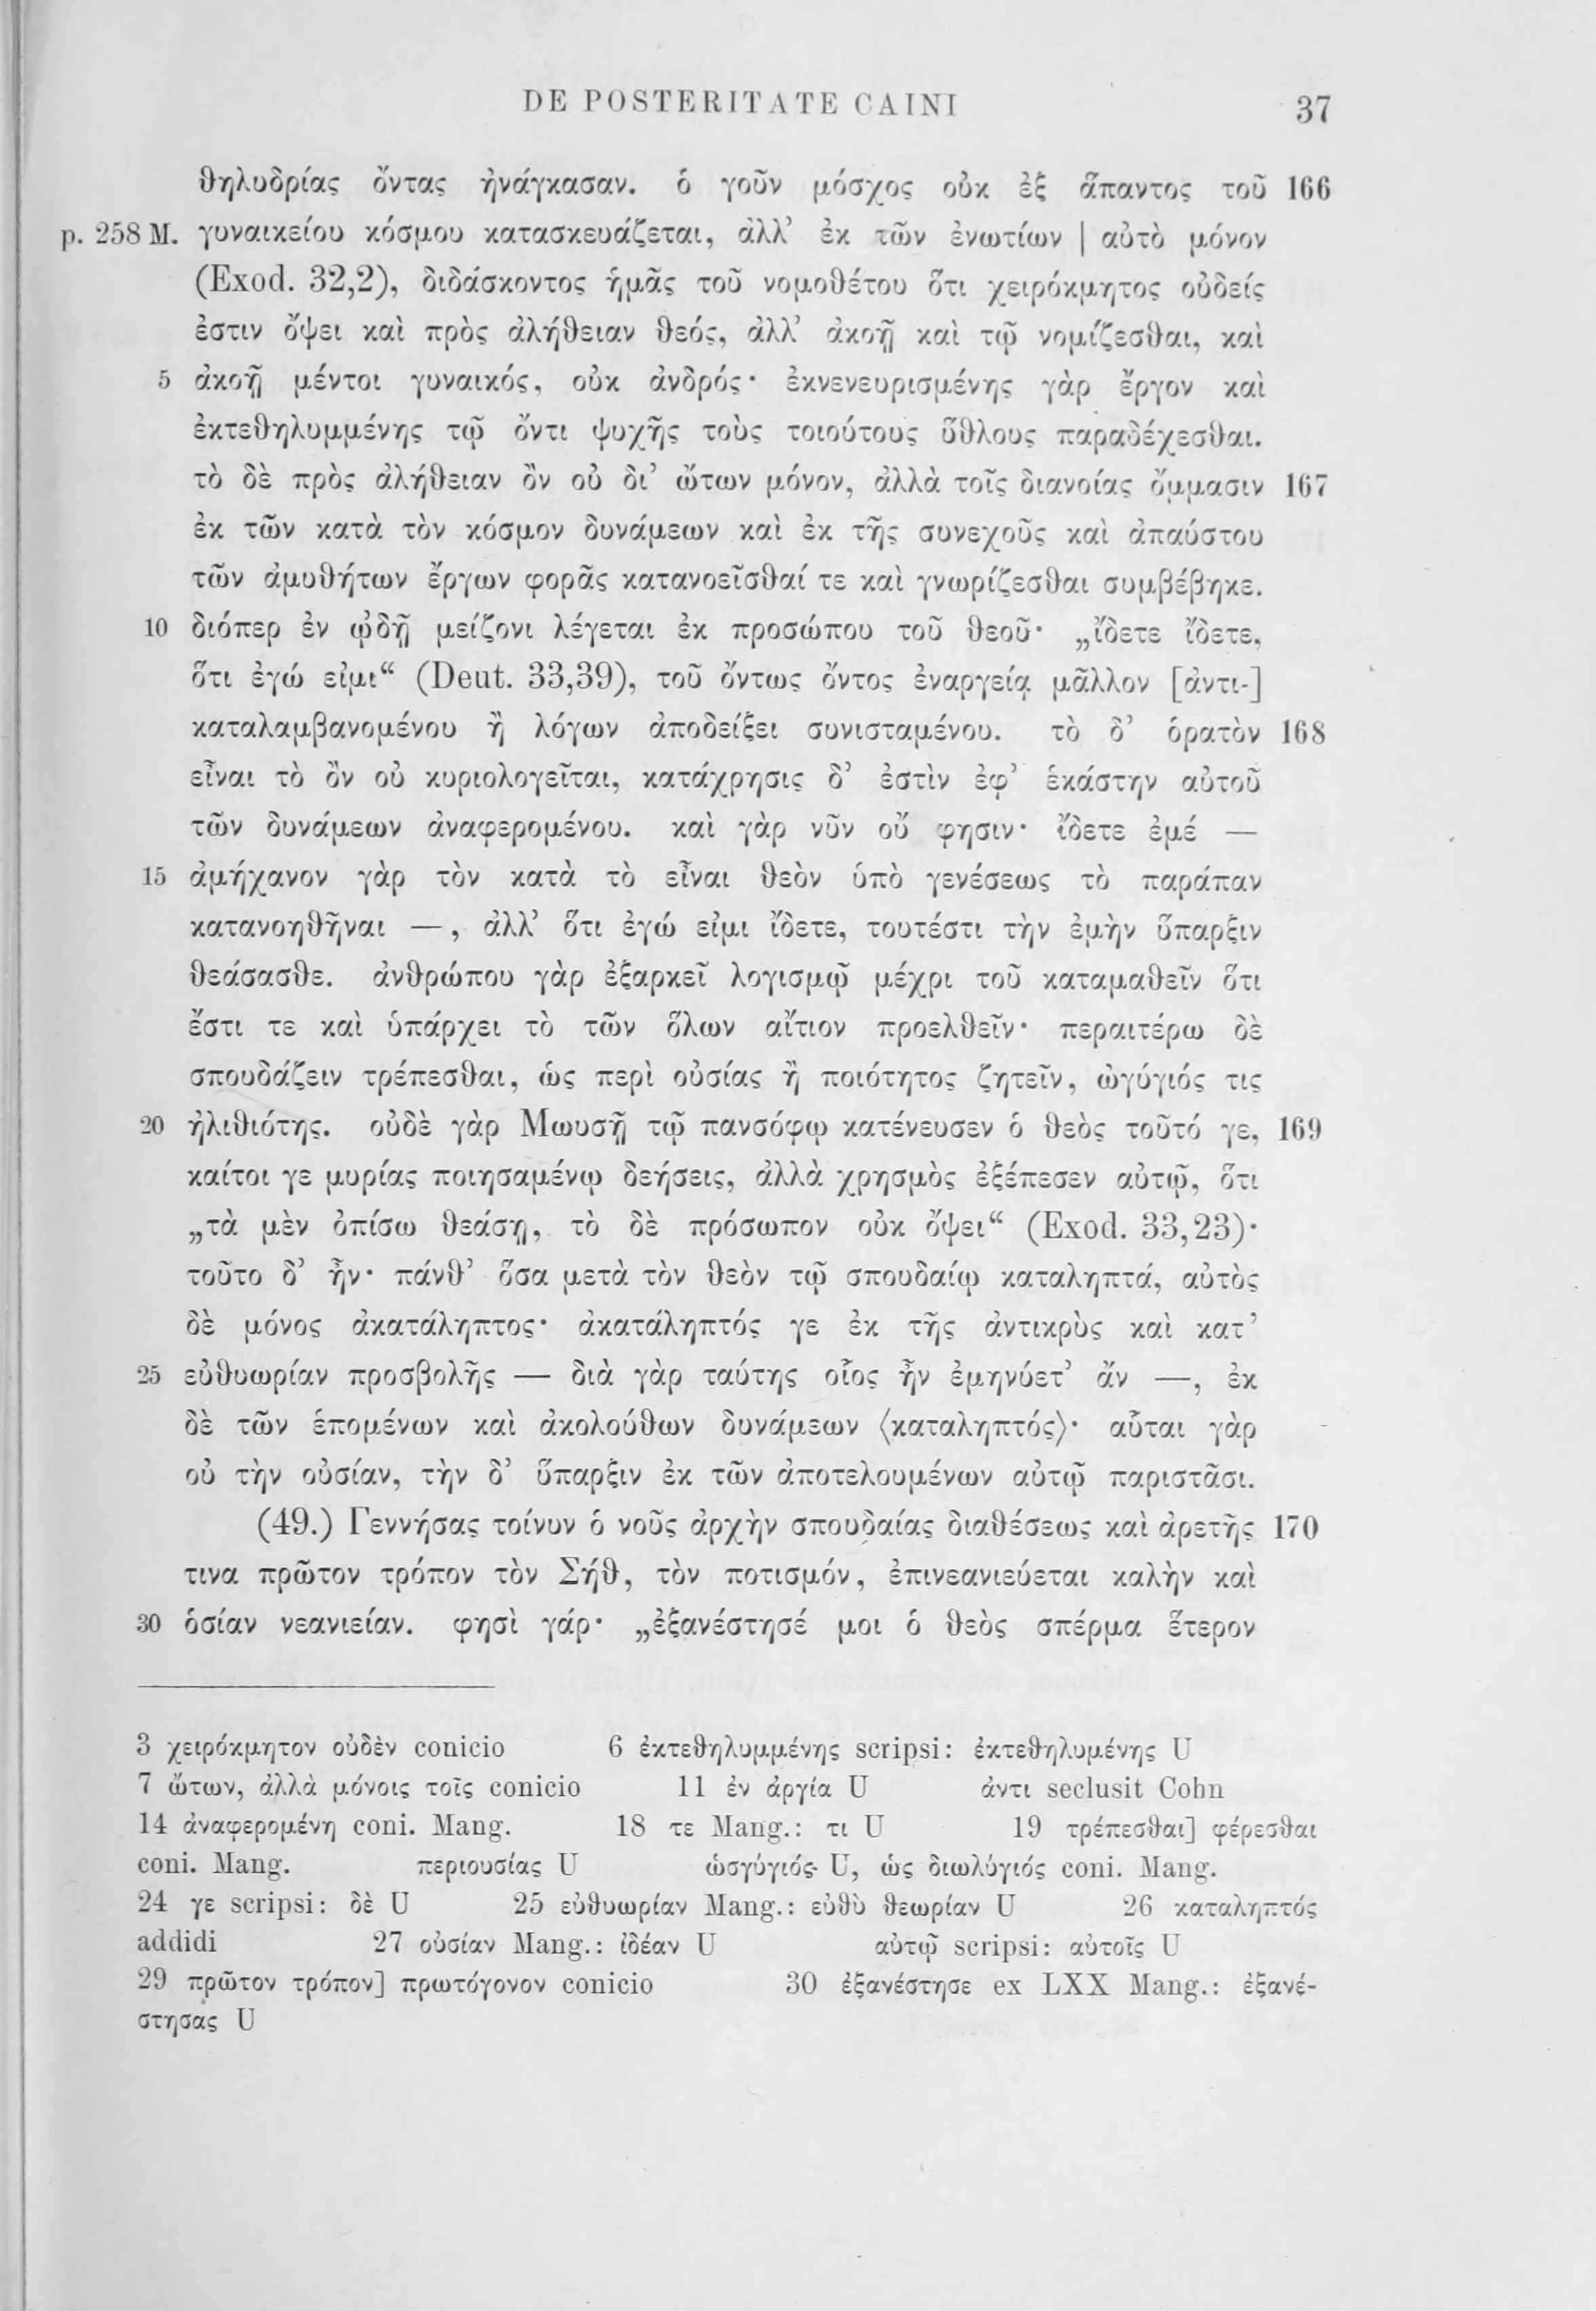 DE POSTERITATE CAINI 37
θηλυδρίας ὄντας ἠνάγκασαν. ὁ γοῦν μόσχος οὐκ ἐξ ἅπαντος τοῦ 166
p. 258 M. γυναικείου κόσμου κατασκευάζεται, ἀλλ’ ἐκ τῶν ἐνωτίων | αὐτὸ μόνον
(Exod. 32,2), διδάσκοντος ἡμᾶς τοῦ νομοθέτου ὅτι χειρόκμητος οὐδείς
ἐστιν ὄψει καὶ πρὸς ἀλήθειαν θεός, ἀλλ’ ἀκοῇ καὶ τῷ νομίζεσθαι, καὶ
5 ἀκοῇ μέντοι γυναικός, οὐκ ἀνδρός· ἐκνενευρισμένης γὰρ ἔργον καὶ
ἐκτεθηλυμμένης τῷ ὄντι ψυχῆς τοὺς τοιούτους ὕθλους παραδέχεσθαι.
τὸ δὲ πρὸς ἀλήθειαν ὂν οὐ δι’ ὤτων μόνον, ἀλλὰ τοῖς διανοίας ὄμμασιν 167
ἐκ τῶν κατὰ τὸν κόσμον δυνάμεων καὶ ἐκ τῆς συνεχοῦς καὶ ἀπαύστου
τῶν ἀμυθήτων ἔργων φορᾶς κατανοεῖσθαί τε καὶ γνωρίζεσθαι συμβέβηκε.
10 διόπερ ἐν ᾠδῇ μείζονι λέγεται ἐκ προσώπου τοῦ θεοῦ· „ἴδετε ἴδετε,
ὅτι ἐγώ εἰμι“ (Deut. 33,39), τοῦ ὄντως ὄντος ἐναργείᾳ μᾶλλον [ἀντι-]
καταλαμβανομένου ἢ λόγων ἀποδείξει συνισταμένου. τὸ δ’ ὁρατὸν 168
εἶναι τὸ ὂν οὐ κυριολογεῖται, κατάχρησις δ’ ἐστὶν ἐφ’ ἑκάστην αὐτοῦ
τῶν δυνάμεων ἀναφερομένου. καὶ γὰρ νῦν οὔ φησιν· ἴδετε ἐμέ —
15 ἀμήχανον γὰρ τὸν κατὰ τὸ εἶναι θεὸν ὑπὸ γενέσεως τὸ παράπαν
κατανοηθῆναι —, ἀλλ’ ὅτι ἐγώ εἰμι ἴδετε, τουτέστι τὴν ἐμὴν ὕπαρξιν
θεάσασθε. ἀνθρώπου γὰρ ἐξαρκεῖ λογισμῷ μέχρι τοῦ καταμαθεῖν ὅτι
ἔστι τε καὶ ὑπάρχει τὸ τῶν ὅλων αἴτιον προελθεῖν· περαιτέρω δὲ
σπουδάζειν τρέπεσθαι, ὡς περὶ οὐσίας ἢ ποιότητος ζητεῖν, ὠγύγιός τις
20 ἠλιθιότης. οὐδὲ γὰρ Μωυσῇ τῷ πανσόφῳ κατένευσεν ὁ θεὸς τοῦτό γε, 169
καίτοι γε μυρίας ποιησαμένῳ δεήσεις, ἀλλὰ χρησμὸς ἐξέπεσεν αὐτῷ, ὅτι
„τὰ μὲν ὀπίσω θεάσῃ, τὸ δὲ πρόσωπον οὐκ ὄψει“ (Exod. 33,23)·
τοῦτο δ’ ἦν· πάνθ’ ὅσα μετὰ τὸν θεὸν τῷ σπουδαίῳ καταληπτά, αὐτὸς
δὲ μόνος ἀκατάληπτος· ἀκατάληπτός γε ἐκ τῆς ἀντικρὺς καὶ κατ’
25 εὐθυωρίαν προσβολῆς — διὰ γὰρ ταύτης οἷος ἦν ἐμηνύετ’ ἄν —, ἐκ
δὲ τῶν ἑπομένων καὶ ἀκολούθων δυνάμεων ⟨καταληπτός⟩· αὗται γὰρ
οὐ τὴν οὐσίαν, τὴν δ’ ὕπαρξιν ἐκ τῶν ἀποτελουμένων αὐτῷ παριστᾶσι.
(49.) Γεννήσας τοίνυν ὁ νοῦς ἀρχὴν σπουδαίας διαθέσεως καὶ ἀρετῆς 170
τινα πρῶτον τρόπον τὸν Σήθ, τὸν ποτισμόν, ἐπινεανιεύεται καλὴν καὶ
30 ὁσίαν νεανιείαν. φησὶ γάρ· „ἐξανέστησέ μοι ὁ θεὸς σπέρμα ἕτερον
3 χειρόκμητον οὐδὲν conicio 6 ἐκτεθηλυμμένης scripsi: ἐκτεθηλυμένης U
7 ὤτων, ἀλλὰ μόνοις τοῖς conicio 11 ἐν ἀργία U ἀντι seclusit Cohn
14 ἀναφερομένη coni. Mang. 18 τε Mang.: τι U 19 τρέπεσθαι] φέρεσθαι
coni. Mang. περιουσίας U ὡσγύγιός U, ὡς διωλύγιός coni. Mang.
24 γε scripsi: δὲ U 25 εὐθυωρίαν Mang.: εὐθὺ θεωρίαν U 26 καταληπτός
addidi 27 οὐσίαν Mang.: ἰδέαν U αὐτῷ scripsi: αὐτοῖς U
29 πρῶτον τρόπον] πρωτόγονον conicio 30 ἐξανέστησε ex LXX Mang.: ἐξανέ-
στησας U